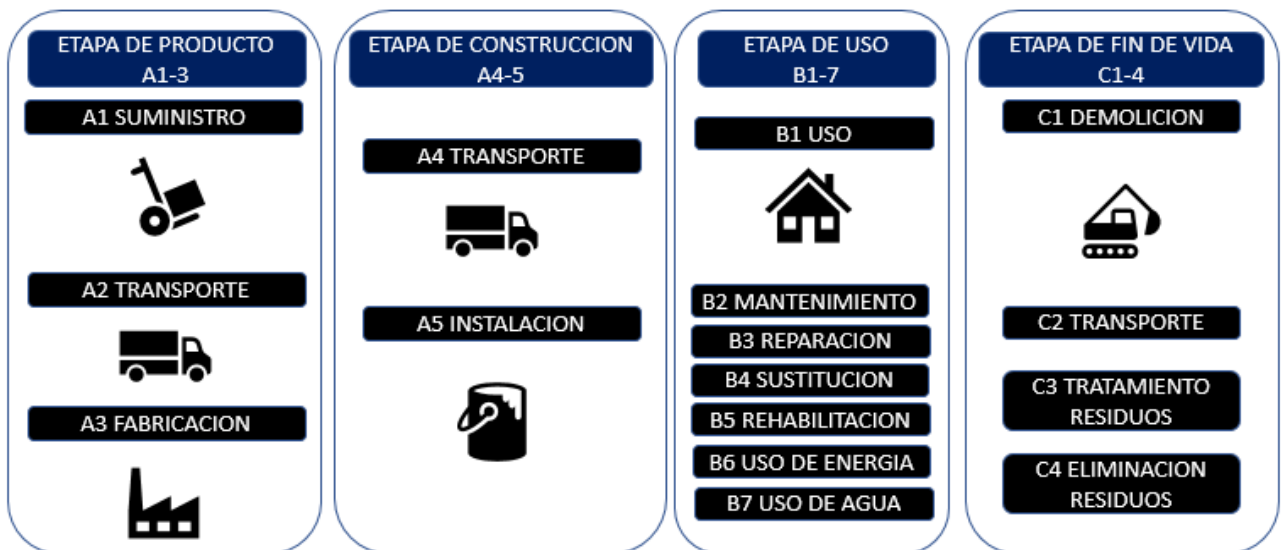 ETAPA DE PRODUCTO
A1-3
A1 SUMINISTRO
A2 TRANSPORTE
A3 FABRICACION
ETAPA DE CONSTRUCCION
A4-5
A4 TRANSPORTE
A5 INSTALACION
ETAPA DE USO
B1-7
B1 USO
B2 MANTENIMIENTO
B3 REPARACION
B4 SUSTITUCION
B5 REHABILITACION
B6 USO DE ENERGIA
B7 USO DE AGUA
ETAPA DE FIN DE VIDA
C1-4
C1 DEMOLICION
C2 TRANSPORTE
C3 TRATAMIENTO
RESIDUOS
C4 ELIMINACION
RESIDUOS